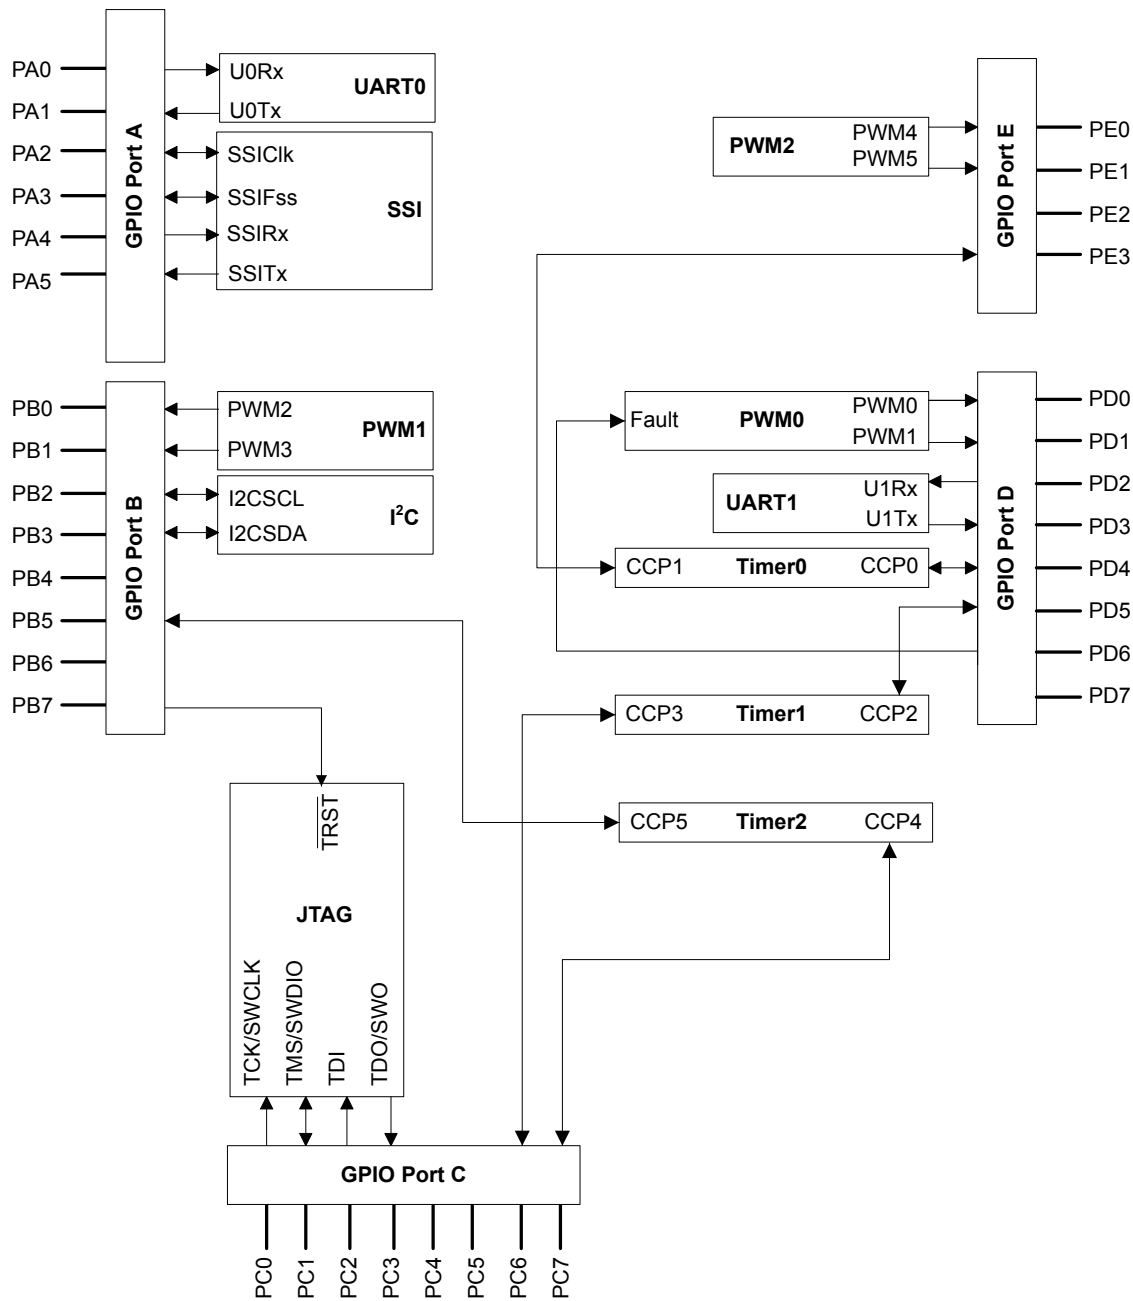 PA0
PA1
PA2
PA3
PA4
PA5
GPIO Port A
U0Rx
U0Tx
UART0
SSIClk
SSIFss
SSIRx
SSITx
SSI
PWM2
PWM4
PWM5
GPIO Port E
PE0
PE1
PE2
PE3
PB0
PB1
PB2
PB3
PB4
PB5
PB6
PB7
GPIO Port B
PWM2
PWM3
PWM1
I2CSCL
I2CSDA
I²C
Fault
PWM0
PWM0
PWM1
UART1
U1Rx
U1Tx
CCP1
Timer0
CCP0
GPIO Port D
PD0
PD1
PD2
PD3
PD4
PD5
PD6
PD7
CCP3
Timer1
CCP2
CCP5
Timer2
CCP4
TRST
JTAG
TCK/SWCLK
TMS/SWDIO
TDI
TDO/SWO
GPIO Port C
PC0
PC1
PC2
PC3
PC4
PC5
PC6
PC7